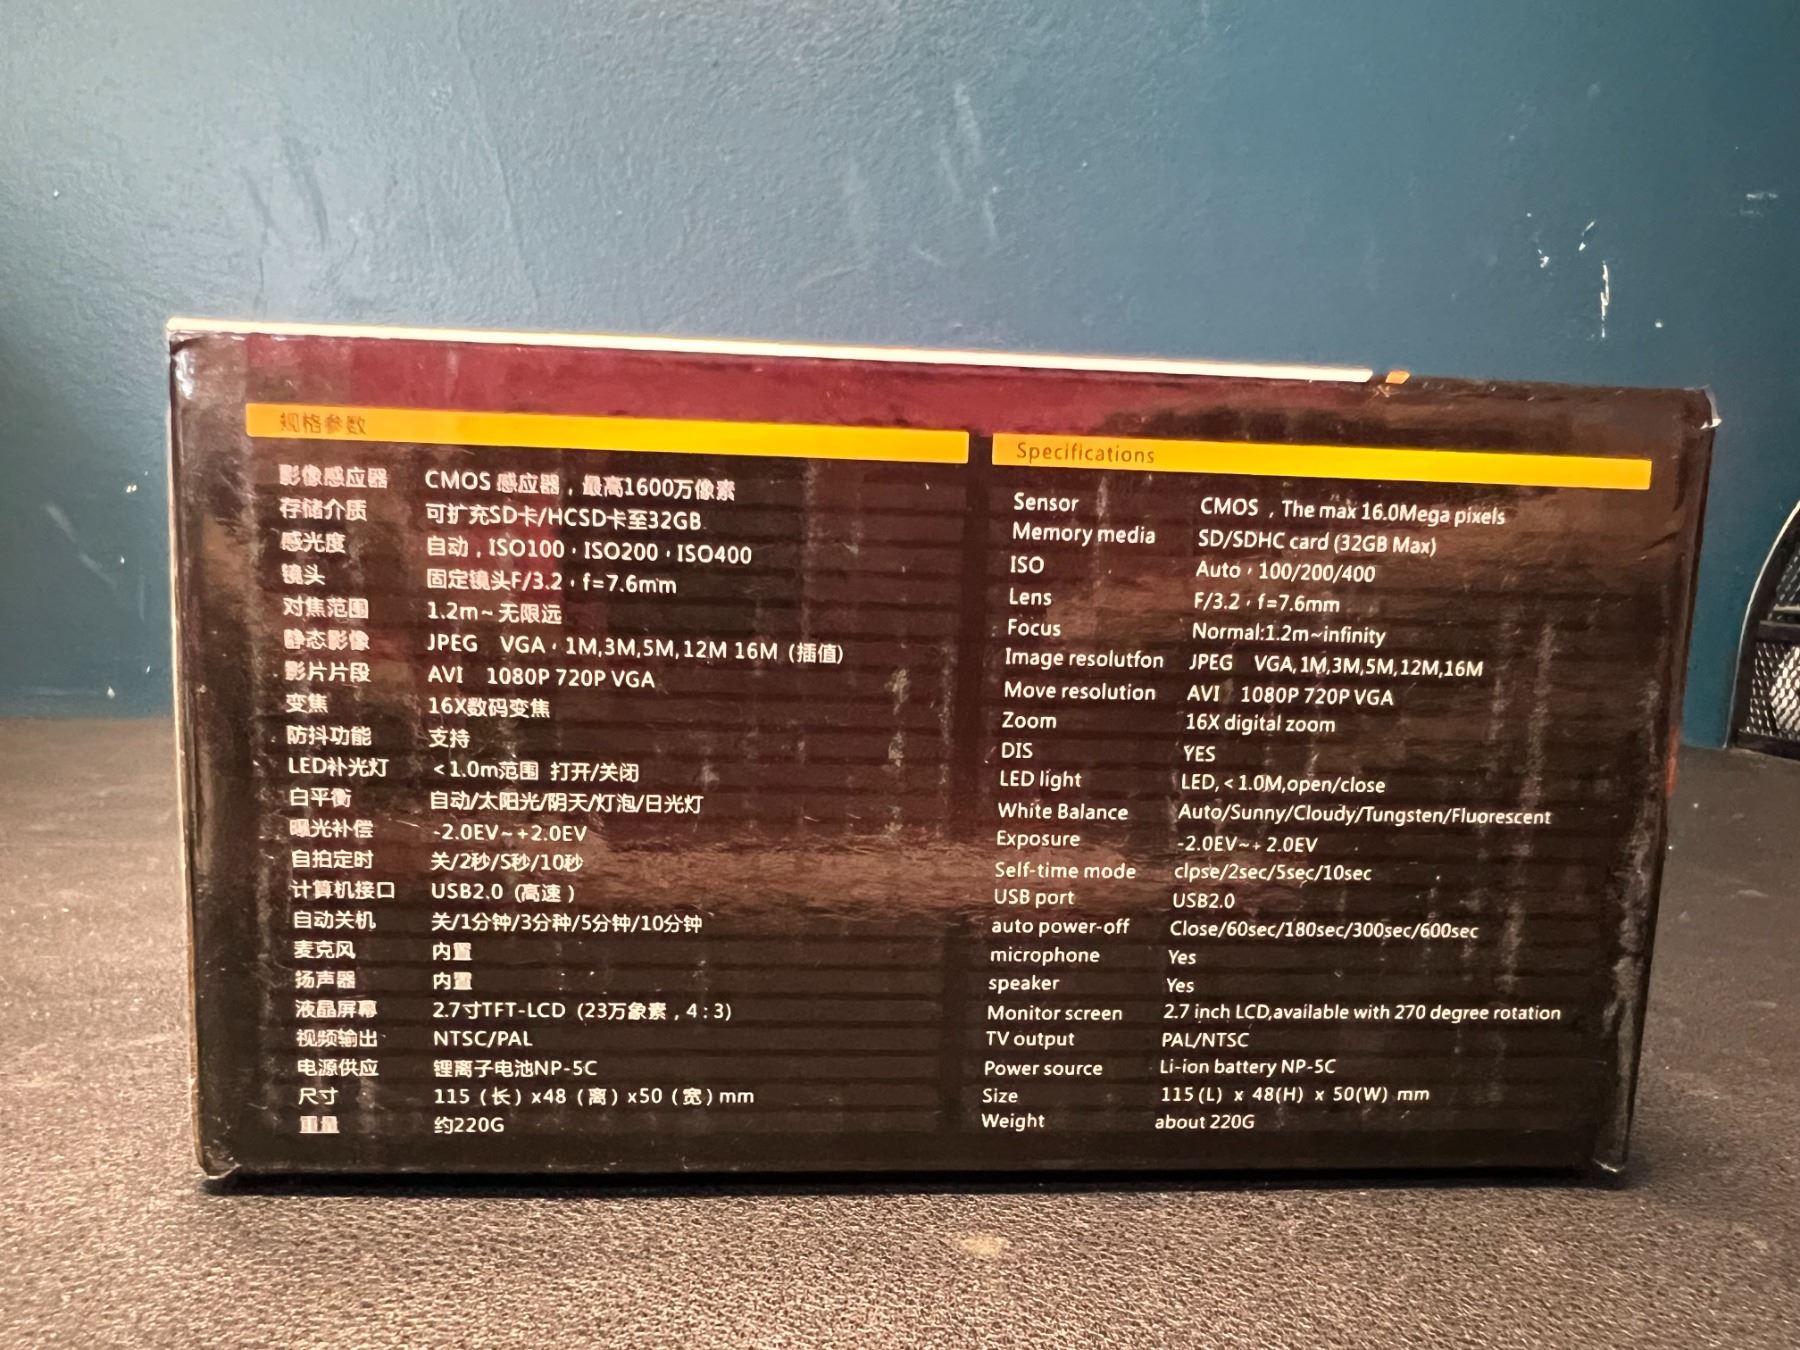 规格参数
影像感应器 CMOS 感应器，最高1600万像素
存储介质 可扩充SD卡/HCSD卡至32GB
感光度 自动，ISO100，ISO200，ISO400
镜头 固定镜头F/3.2，f=7.6mm
对焦范围 1.2m~无限远
静态影像 JPEG VGA，1M,3M,5M,12M 16M (插值)
影片片段 AVI 1080P 720P VGA
变焦 16X数码变焦
防抖功能 支持
LED补光灯 <1.0m范围 打开/关闭
白平衡 自动/太阳光/阴天/灯泡/日光灯
曝光补偿 -2.0EV~+2.0EV
自拍定时 关/2秒/5秒/10秒
计算机接口 USB2.0 (高速)
自动关机 关/1分钟/3分种/5分钟/10分钟
麦克风 内置
扬声器 内置
液晶屏幕 2.7寸TFT-LCD (23万象素，4:3)
视频输出 NTSC/PAL
电源供应 锂离子电池NP-5C
尺寸 115 (长) x48 (离) x50 (宽) mm
重量 约220G
Specifications
Sensor CMOS , The max 16.0Mega pixels
Memory media SD/SDHC card (32GB Max)
ISO Auto，100/200/400
Lens F/3.2，f=7.6mm
Focus Normal:1.2m~infinity
Image resolutfon JPEG VGA,1M,3M,5M,12M,16M
Move resolution AVI 1080P 720P VGA
Zoom 16X digital zoom
DIS YES
LED light LED,<1.0M,open/close
White Balance Auto/Sunny/Cloudy/Tungsten/Fluorescent
Exposure -2.0EV~+2.0EV
Self-time mode clpse/2sec/5sec/10sec
USB port USB2.0
auto power-off Close/60sec/180sec/300sec/600sec
microphone Yes
speaker Yes
Monitor screen 2.7 inch LCD,available with 270 degree rotation
TV output PAL/NTSC
Power source Li-ion battery NP-5C
Size 115(L) x 48(H) x 50(W) mm
Weight about 220G